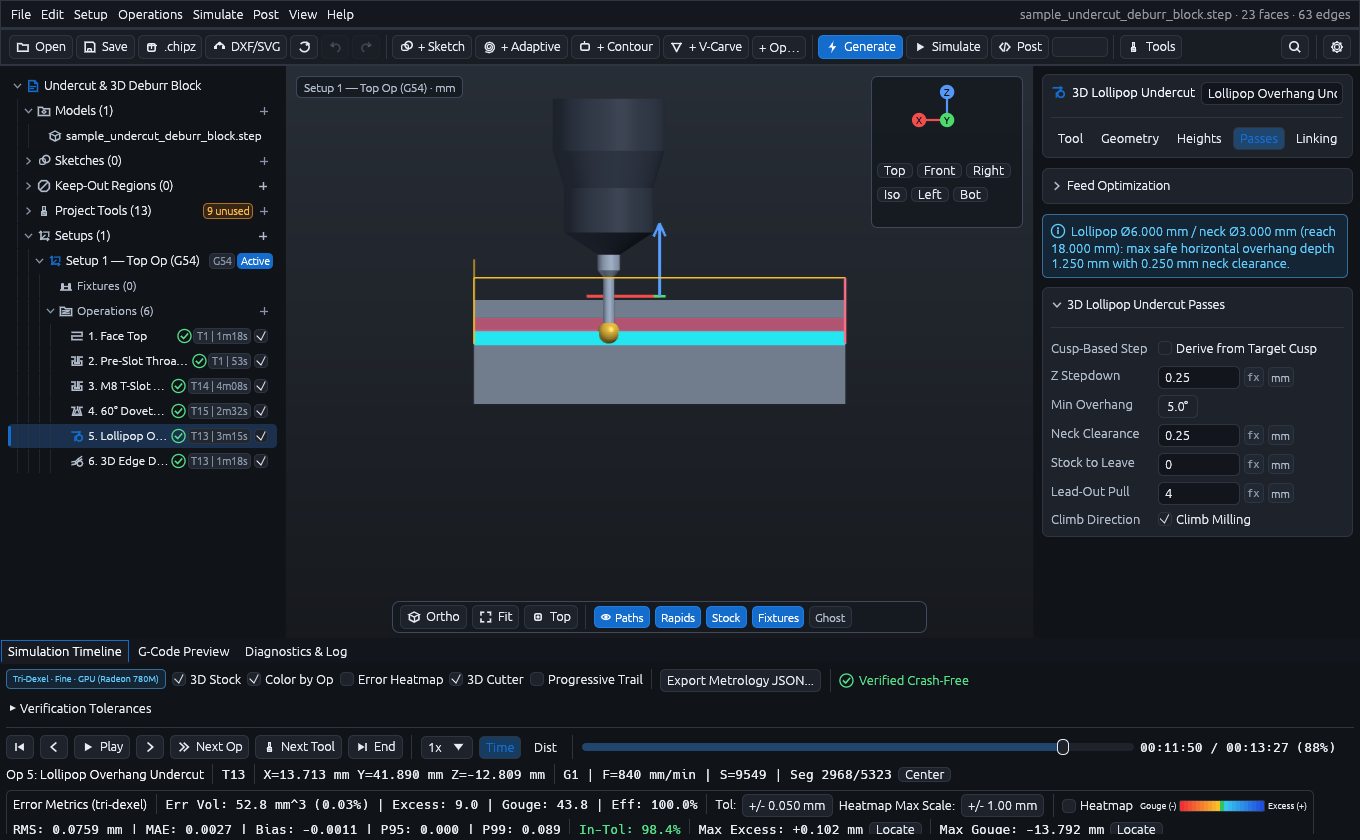 File Edit Setup Operations Simulate Post View Help
sample_undercut_deburr_block.step · 23 faces · 63 edges
Open Save .chipz DXF/SVG + Sketch + Adaptive + Contour + V-Carve + Op... Generate Simulate Post Tools
Undercut & 3D Deburr Block
Models (1) +
sample_undercut_deburr_block.step
Sketches (0) +
Keep-Out Regions (0) +
Project Tools (13) 9 unused +
Setups (1) +
Setup 1 — Top Op (G54) G54 Active
Fixtures (0)
Operations (6) +
1. Face Top T1 | 1m18s
2. Pre-Slot Throa... T1 | 53s
3. M8 T-Slot ... T14 | 4m08s
4. 60° Dovet... T15 | 2m32s
5. Lollipop O... T13 | 3m15s
6. 3D Edge D... T13 | 1m18s
Setup 1 — Top Op (G54) · mm
Z
X Y
Top Front Right
Iso Left Bot
Ortho Fit Top Paths Rapids Stock Fixtures Ghost
3D Lollipop Undercut Lollipop Overhang Unc
Tool Geometry Heights Passes Linking
Feed Optimization
Lollipop Ø6.000 mm / neck Ø3.000 mm (reach
18.000 mm): max safe horizontal overhang depth
1.250 mm with 0.250 mm neck clearance.
3D Lollipop Undercut Passes
Cusp-Based Step Derive from Target Cusp
Z Stepdown 0.25 fx mm
Min Overhang 5.0°
Neck Clearance 0.25 fx mm
Stock to Leave 0 fx mm
Lead-Out Pull 4 fx mm
Climb Direction Climb Milling
Simulation Timeline G-Code Preview Diagnostics & Log
Tri-Dexel · Fine · GPU (Radeon 780M) 3D Stock Color by Op Error Heatmap 3D Cutter Progressive Trail Export Metrology JSON... Verified Crash-Free
Verification Tolerances
Play Next Op Next Tool End 1x Time Dist 00:11:50 / 00:13:27 (88%)
Op 5: Lollipop Overhang Undercut T13 X=13.713 mm Y=41.890 mm Z=-12.809 mm G1 | F=840 mm/min | S=9549 | Seg 2968/5323 Center
Error Metrics (tri-dexel) Err Vol: 52.8 mm^3 (0.03%) | Excess: 9.0 | Gouge: 43.8 | Eff: 100.0% Tol: +/- 0.050 mm Heatmap Max Scale: +/- 1.00 mm Heatmap Gouge (-) Excess (+)
RMS: 0.0759 mm | MAE: 0.0027 | Bias: -0.0011 | P95: 0.000 | P99: 0.089 In-Tol: 98.4% Max Excess: +0.102 mm Locate Max Gouge: -13.792 mm Locate